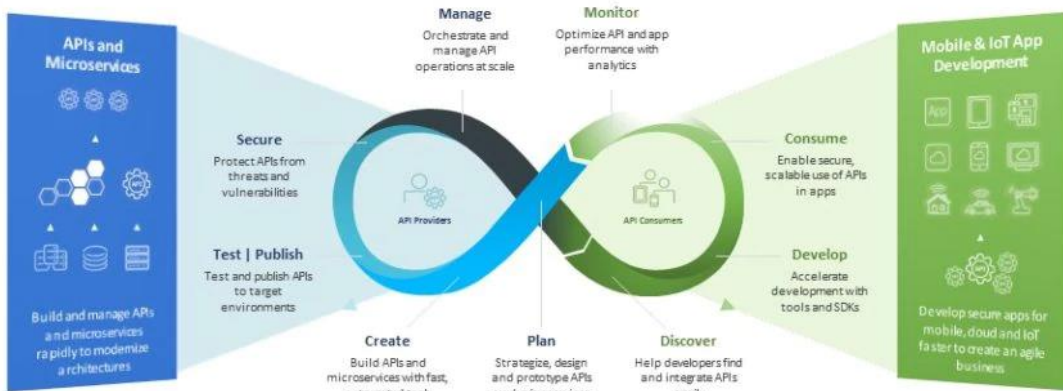 APIs and
Microservices
Build and manage APIs
and microservices
rapidly to modernize
architectures
Manage
Orchestrate and
manage API
operations at scale
Monitor
Optimize API and app
performance with
analytics
Secure
Protect APIs from
threats and
vulnerabilities
Test | Publish
Test and publish APIs
to target
environments
API Providers
API Consumers
Consume
Enable secure,
scalable use of APIs
in apps
Develop
Accelerate
development with
tools and SDKs
Create
Build APIs and
microservices with fast,
Plan
Strategize, design
and prototype APIs
Discover
Help developers find
and integrate APIs
Mobile & IoT App
Development
App
Develop secure apps for
mobile, cloud and IoT
faster to create an agile
business